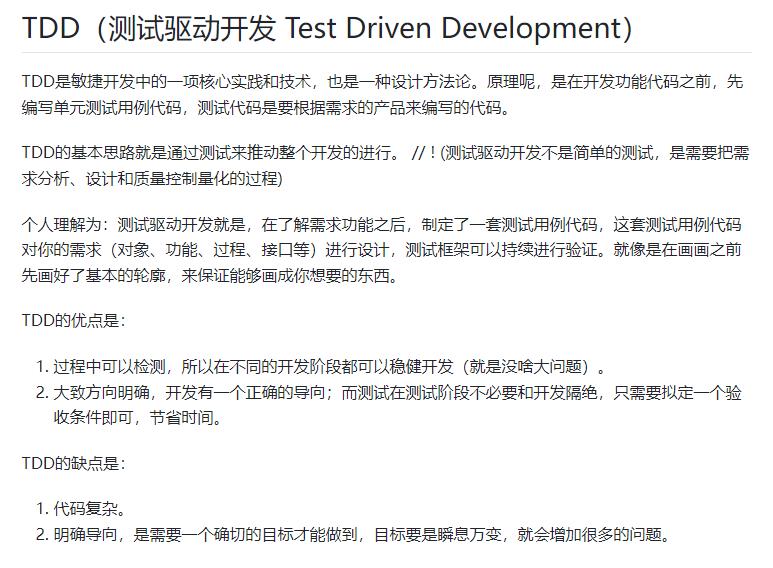 TDD（测试驱动开发 Test Driven Development）
TDD是敏捷开发中的一项核心实践和技术，也是一种设计方法论。原理呢，是在开发功能代码之前，先
编写单元测试用例代码，测试代码是要根据需求的产品来编写的代码。
TDD的基本思路就是通过测试来推动整个开发的进行。 //！(测试驱动开发不是简单的测试，是需要把需
求分析、设计和质量控制量化的过程)
个人理解为：测试驱动开发就是，在了解需求功能之后，制定了一套测试用例代码，这套测试用例代码
对你的需求（对象、功能、过程、接口等）进行设计，测试框架可以持续进行验证。就像是在画画之前
先画好了基本的轮廓，来保证能够画成你想要的东西。
TDD的优点是：
1. 过程中可以检测，所以在不同的开发阶段都可以稳健开发（就是没啥大问题）。
2. 大致方向明确，开发有一个正确的导向；而测试在测试阶段不必要和开发隔绝，只需要拟定一个验
收条件即可，节省时间。
TDD的缺点是：
1. 代码复杂。
2. 明确导向，是需要一个确切的目标才能做到，目标要是瞬息万变，就会增加很多的问题。